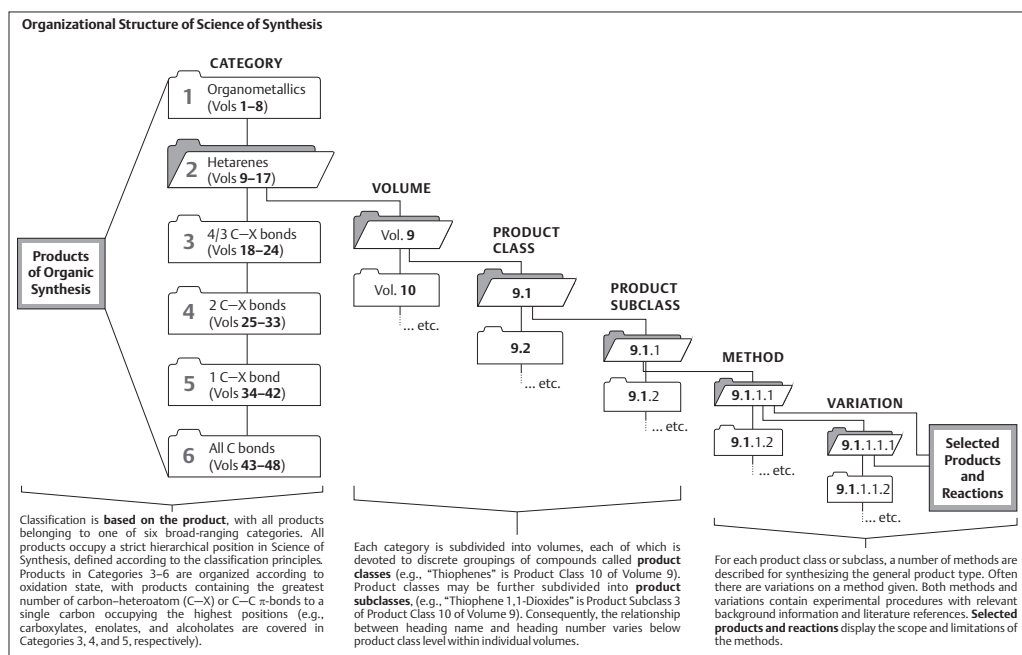 Organizational Structure of Science of Synthesis
CATEGORY
1 Organometallics
(Vols 1–8)
2 Hetarenes
(Vols 9–17)
3 4/3 C—X bonds
(Vols 18–24)
4 2 C—X bonds
(Vols 25–33)
5 1 C—X bond
(Vols 34–42)
6 All C bonds
(Vols 43–48)
Products
of Organic
Synthesis
VOLUME
Vol. 9
Vol. 10
... etc.
PRODUCT
CLASS
9.1
9.2
... etc.
PRODUCT
SUBCLASS
9.1.1
9.1.2
... etc.
METHOD
9.1.1.1
9.1.1.2
... etc.
VARIATION
9.1.1.1.1
9.1.1.1.2
... etc.
Selected
Products
and
Reactions
Classification is based on the product, with all products
belonging to one of six broad-ranging categories. All
products occupy a strict hierarchical position in Science of
Synthesis, defined according to the classification principles.
Products in Categories 3–6 are organized according to
oxidation state, with products containing the greatest
number of carbon–heteroatom (C—X) or C—C π-bonds to a
single carbon occupying the highest positions (e.g.,
carboxylates, enolates, and alcoholates are covered in
Categories 3, 4, and 5, respectively).
Each category is subdivided into volumes, each of which is
devoted to discrete groupings of compounds called product
classes (e.g., “Thiophenes” is Product Class 10 of Volume 9).
Product classes may be further subdivided into product
subclasses, (e.g., “Thiophene 1,1-Dioxides” is Product Subclass 3
of Product Class 10 of Volume 9). Consequently, the relationship
between heading name and heading number varies below
product class level within individual volumes.
For each product class or subclass, a number of methods are
described for synthesizing the general product type. Often
there are variations on a method given. Both methods and
variations contain experimental procedures with relevant
background information and literature references. Selected
products and reactions display the scope and limitations of
the methods.